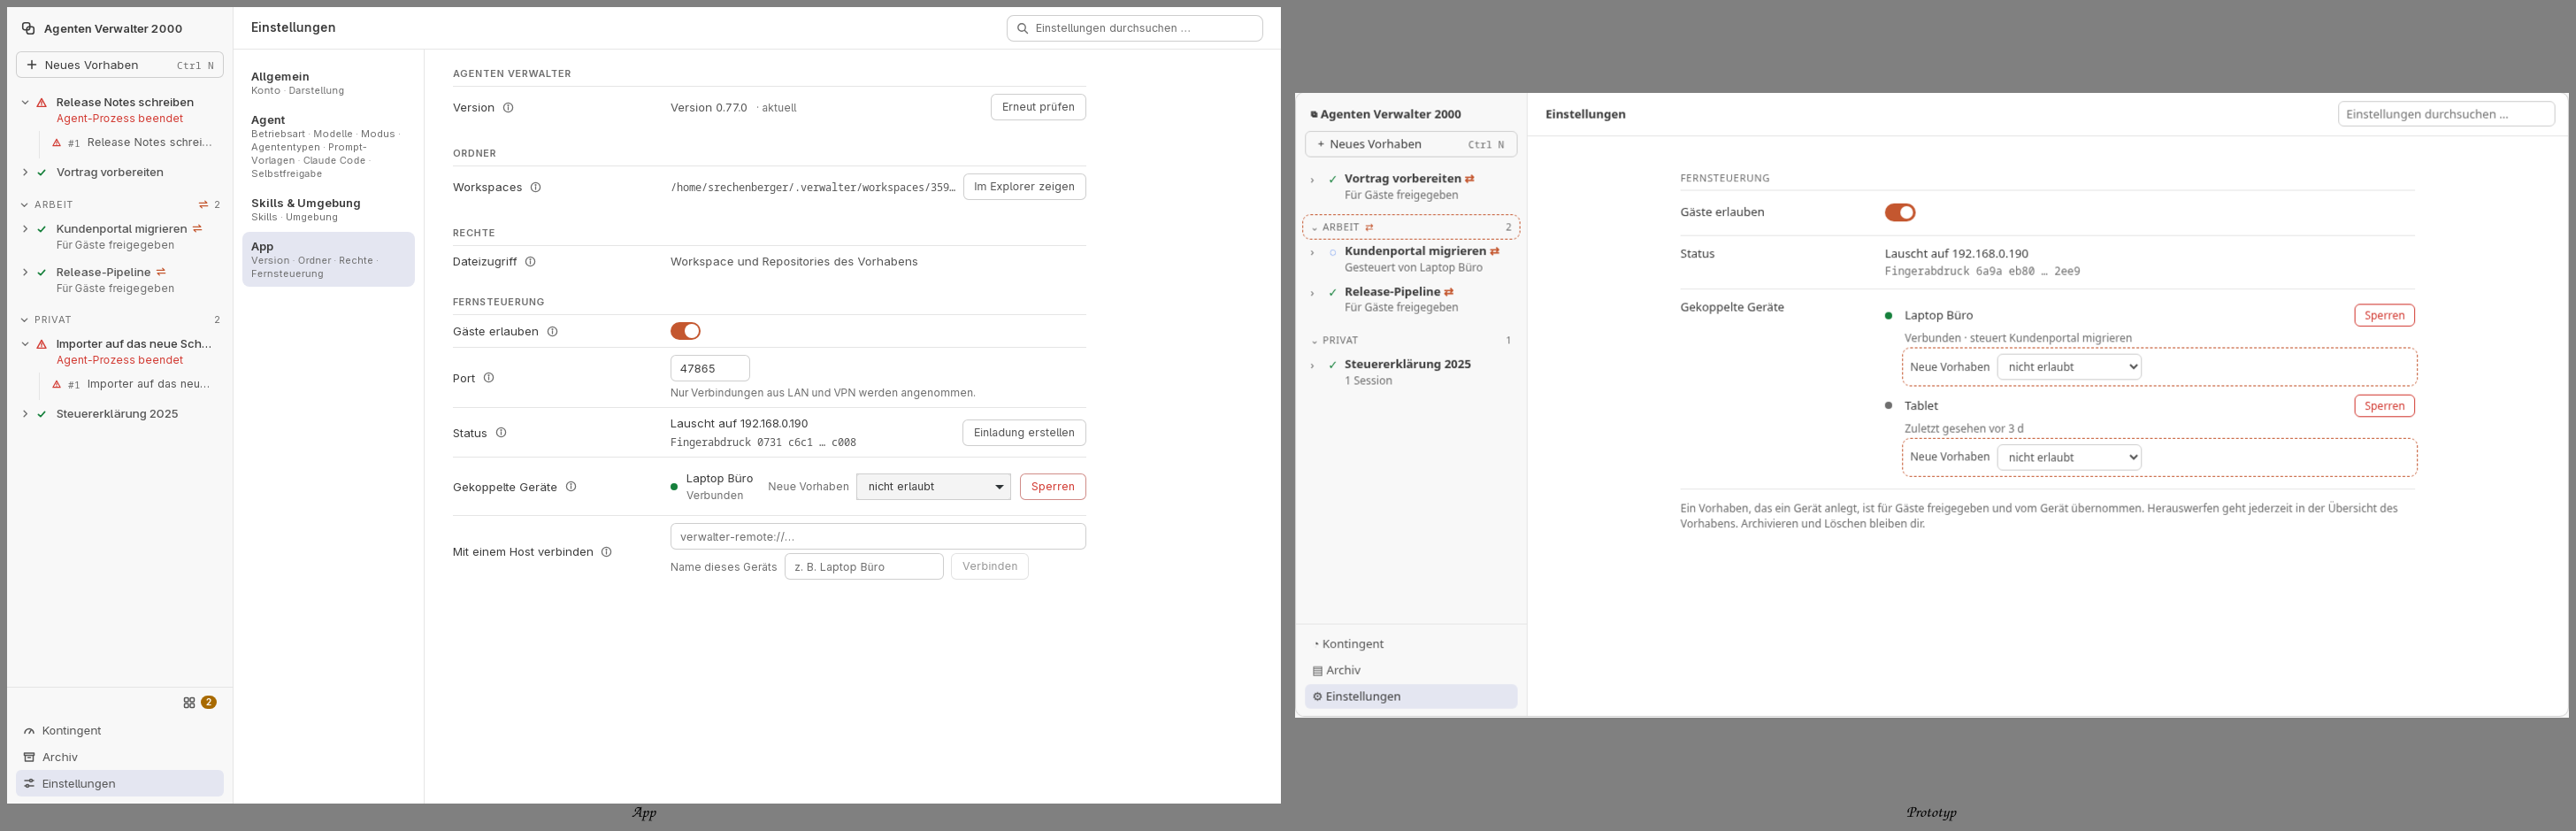 Agenten Verwalter 2000
Neues Vorhaben Ctrl N
Release Notes schreiben
Agent-Prozess beendet
#1 Release Notes schrei…
Vortrag vorbereiten
ARBEIT 2
Kundenportal migrieren
Für Gäste freigegeben
Release-Pipeline
Für Gäste freigegeben
PRIVAT 2
Importer auf das neue Sch…
Agent-Prozess beendet
#1 Importer auf das neu…
Steuererklärung 2025
2
Kontingent
Archiv
Einstellungen
Einstellungen
Einstellungen durchsuchen …
Allgemein
Konto · Darstellung
Agent
Betriebsart · Modelle · Modus ·
Agententypen · Prompt-
Vorlagen · Claude Code ·
Selbstfreigabe
Skills & Umgebung
Skills · Umgebung
App
Version · Ordner · Rechte ·
Fernsteuerung
AGENTEN VERWALTER
Version Version 0.77.0 · aktuell Erneut prüfen
ORDNER
Workspaces /home/srechenberger/.verwalter/workspaces/359… Im Explorer zeigen
RECHTE
Dateizugriff Workspace und Repositories des Vorhabens
FERNSTEUERUNG
Gäste erlauben
Port 47865
Nur Verbindungen aus LAN und VPN werden angenommen.
Status Lauscht auf 192.168.0.190 Einladung erstellen
Fingerabdruck 0731 c6c1 … c008
Gekoppelte Geräte Laptop Büro Neue Vorhaben nicht erlaubt Sperren
Verbunden
Mit einem Host verbinden verwalter-remote://…
Name dieses Geräts z. B. Laptop Büro Verbinden
App
Agenten Verwalter 2000
+ Neues Vorhaben Ctrl N
Vortrag vorbereiten ⇄
Für Gäste freigegeben
ARBEIT ⇄ 2
Kundenportal migrieren ⇄
Gesteuert von Laptop Büro
Release-Pipeline ⇄
Für Gäste freigegeben
PRIVAT 1
Steuererklärung 2025
1 Session
Kontingent
Archiv
Einstellungen
Einstellungen
Einstellungen durchsuchen …
FERNSTEUERUNG
Gäste erlauben
Status Lauscht auf 192.168.0.190
Fingerabdruck 6a9a eb80 … 2ee9
Gekoppelte Geräte Laptop Büro Sperren
Verbunden · steuert Kundenportal migrieren
Neue Vorhaben nicht erlaubt
Tablet Sperren
Zuletzt gesehen vor 3 d
Neue Vorhaben nicht erlaubt
Ein Vorhaben, das ein Gerät anlegt, ist für Gäste freigegeben und vom Gerät übernommen. Herauswerfen geht jederzeit in der Übersicht des
Vorhabens. Archivieren und Löschen bleiben dir.
Prototyp